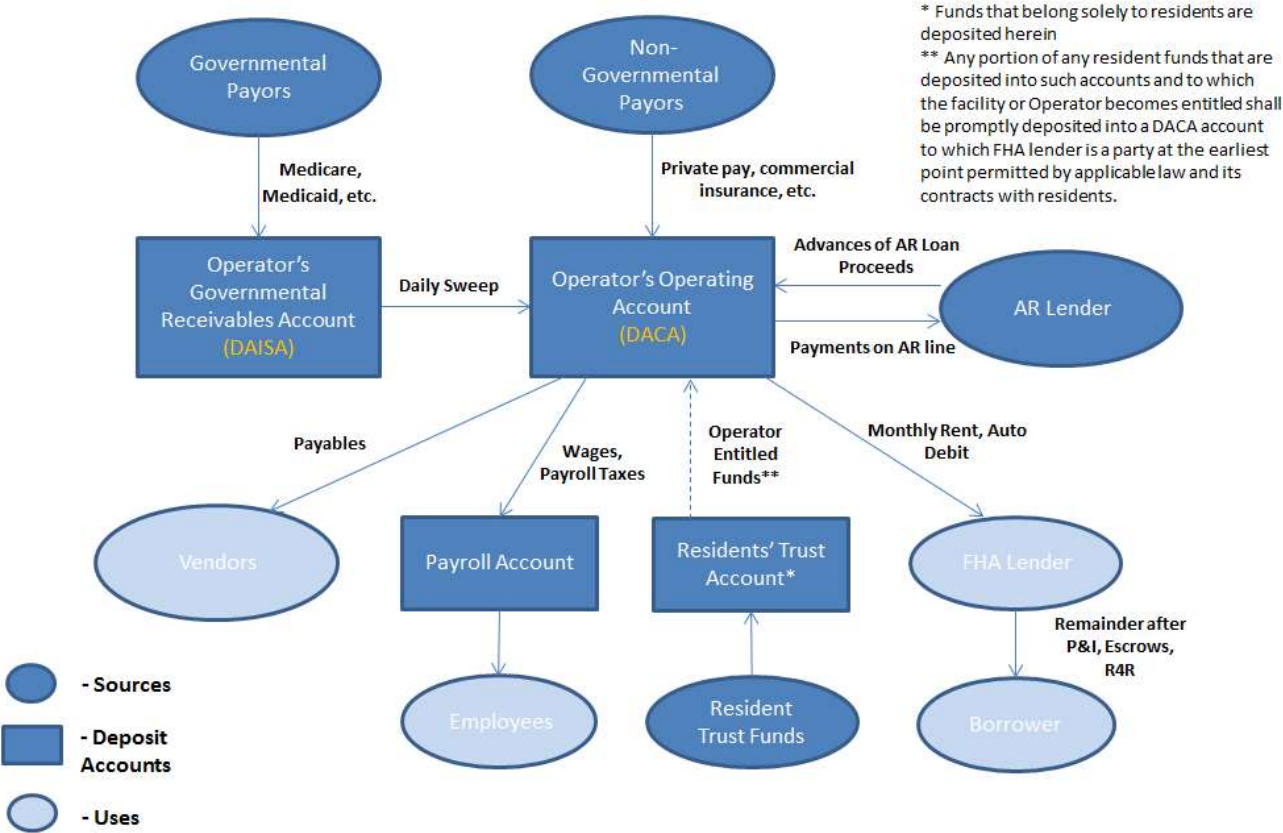 * Funds that belong solely to residents are
deposited herein
** Any portion of any resident funds that are
deposited into such accounts and to which
the facility or Operator becomes entitled shall
be promptly deposited into a DACA account
to which FHA lender is a party at the earliest
point permitted by applicable law and its
contracts with residents.
Governmental
Payors
Non-
Governmental
Payors
Medicare,
Medicaid, etc.
Private pay, commercial
insurance, etc.
Operator's
Governmental
Receivables Account
(DAISA)
Daily Sweep
Operator's Operating
Account
(DACA)
Advances of AR Loan
Proceeds
Payments on AR line
AR Lender
Payables
Wages,
Payroll Taxes
Operator
Entitled
Funds**
Monthly Rent, Auto
Debit
Vendors
Payroll Account
Residents' Trust
Account*
FHA Lender
Remainder after
P&I, Escrows,
R4R
Employees
Resident
Trust Funds
Borrower
- Sources
- Deposit
Accounts
- Uses